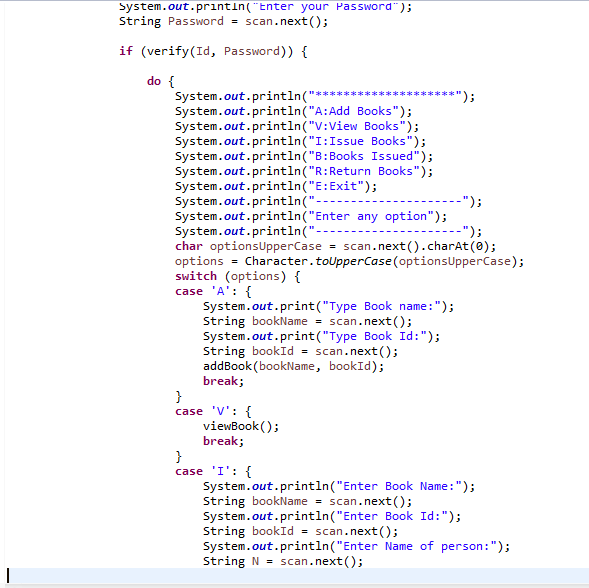 System.out.println("Enter your Password");
String Password = scan.next();
if (verify(Id, Password)) {
do {
System.out.println("********************");
System.out.println("A:Add Books");
System.out.println("V:View Books");
System.out.println("I:Issue Books");
System.out.println("B:Books Issued");
System.out.println("R:Return Books");
System.out.println("E:Exit");
System.out.println("---------------------");
System.out.println("Enter any option");
System.out.println("---------------------");
char optionsUpperCase = scan.next().charAt(0);
options = Character.toUpperCase(optionsUpperCase);
switch (options) {
case 'A': {
System.out.print("Type Book name:");
String bookName = scan.next();
System.out.print("Type Book Id:");
String bookId = scan.next();
addBook(bookName, bookId);
break;
}
case 'V': {
viewBook();
break;
}
case 'I': {
System.out.println("Enter Book Name:");
String bookName = scan.next();
System.out.println("Enter Book Id:");
String bookId = scan.next();
System.out.println("Enter Name of person:");
String N = scan.next();